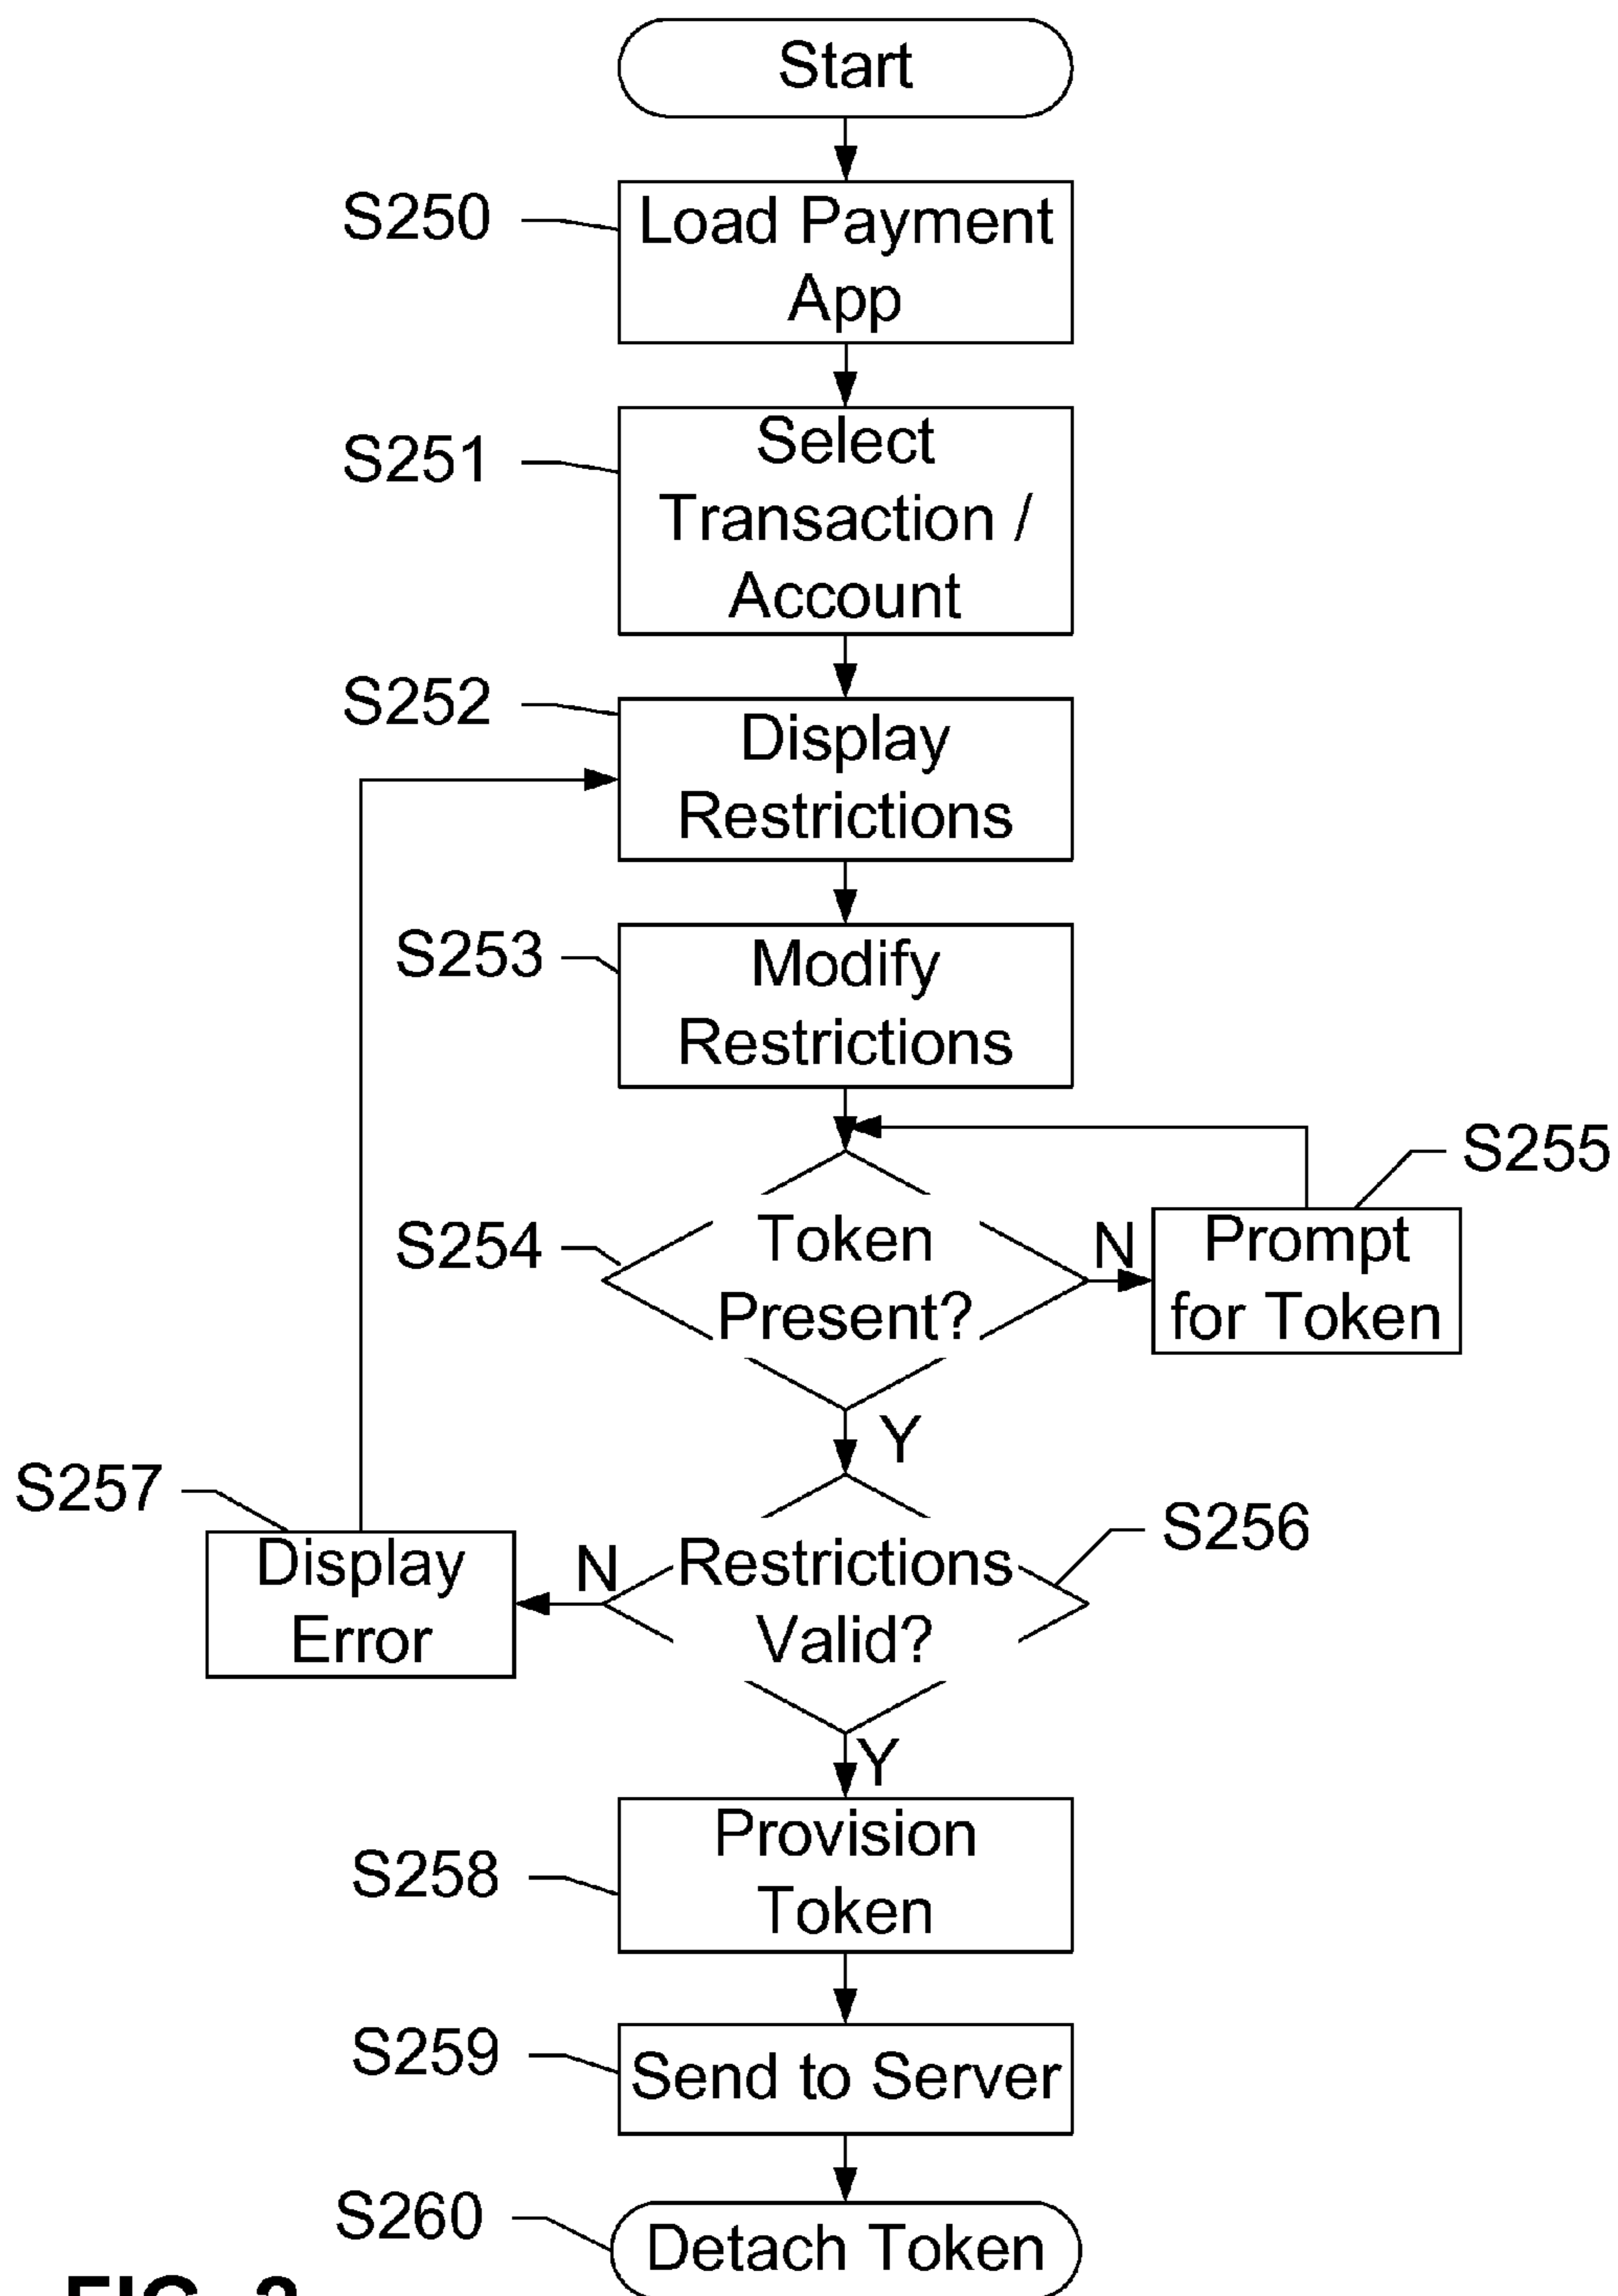 Start
S250
Load Payment
App
S251
Select
Transaction /
Account
S252
Display
Restrictions
S253
Modify
Restrictions
S254
Token
Present?
N
S255
Prompt
for Token
Y
S257
Display
Error
N
Restrictions
Valid?
S256
Y
S258
Provision
Token
S259
Send to Server
S260
Detach Token